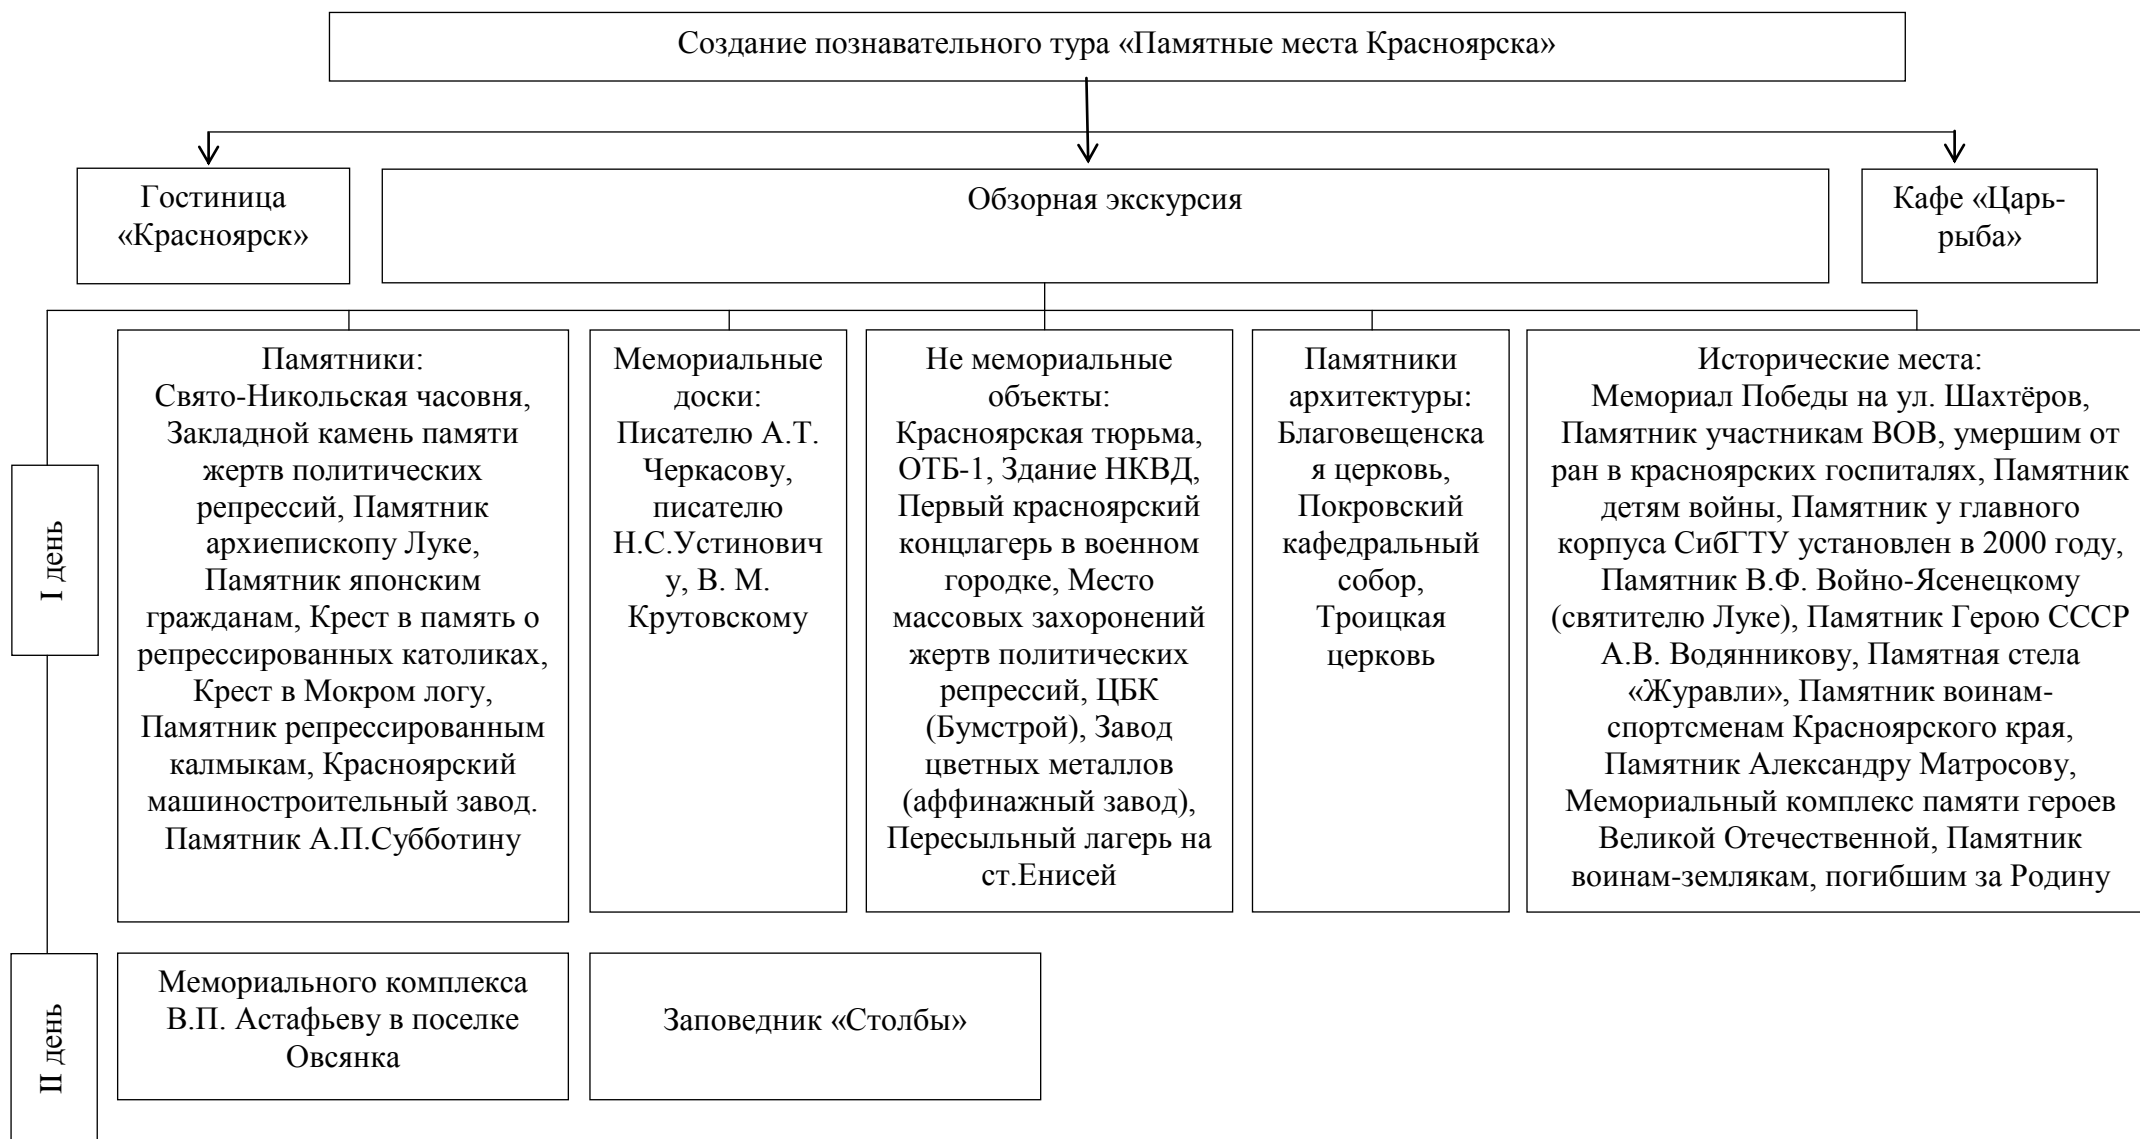 Создание познавательного тура «Памятные места Красноярска»
Гостиница
«Красноярск»
Обзорная экскурсия
Кафе «Царь-
рыба»
I день
Памятники:
Свято-Никольская часовня,
Закладной камень памяти
жертв политических
репрессий, Памятник
архиепископу Луке,
Памятник японским
гражданам, Крест в память о
репрессированных католиках,
Крест в Мокром логу,
Памятник репрессированным
калмыкам, Красноярский
машиностроительный завод.
Памятник А.П.Субботину
Мемориальные
доски:
Писателю А.Т.
Черкасову,
писателю
Н.С.Устинович
у, В. М.
Крутовскому
Не мемориальные
объекты:
Красноярская тюрьма,
ОТБ-1, Здание НКВД,
Первый красноярский
концлагерь в военном
городке, Место
массовых захоронений
жертв политических
репрессий, ЦБК
(Бумстрой), Завод
цветных металлов
(аффинажный завод),
Пересыльный лагерь на
ст.Енисей
Памятники
архитектуры:
Благовещенска
я церковь,
Покровский
кафедральный
собор,
Троицкая
церковь
Исторические места:
Мемориал Победы на ул. Шахтёров,
Памятник участникам ВОВ, умершим от
ран в красноярских госпиталях, Памятник
детям войны, Памятник у главного
корпуса СибГТУ установлен в 2000 году,
Памятник В.Ф. Войно-Ясенецкому
(святителю Луке), Памятник Герою СССР
А.В. Водянникову, Памятная стела
«Журавли», Памятник воинам-
спортсменам Красноярского края,
Памятник Александру Матросову,
Мемориальный комплекс памяти героев
Великой Отечественной, Памятник
воинам-землякам, погибшим за Родину
II день
Мемориального комплекса
В.П. Астафьеву в поселке
Овсянка
Заповедник «Столбы»